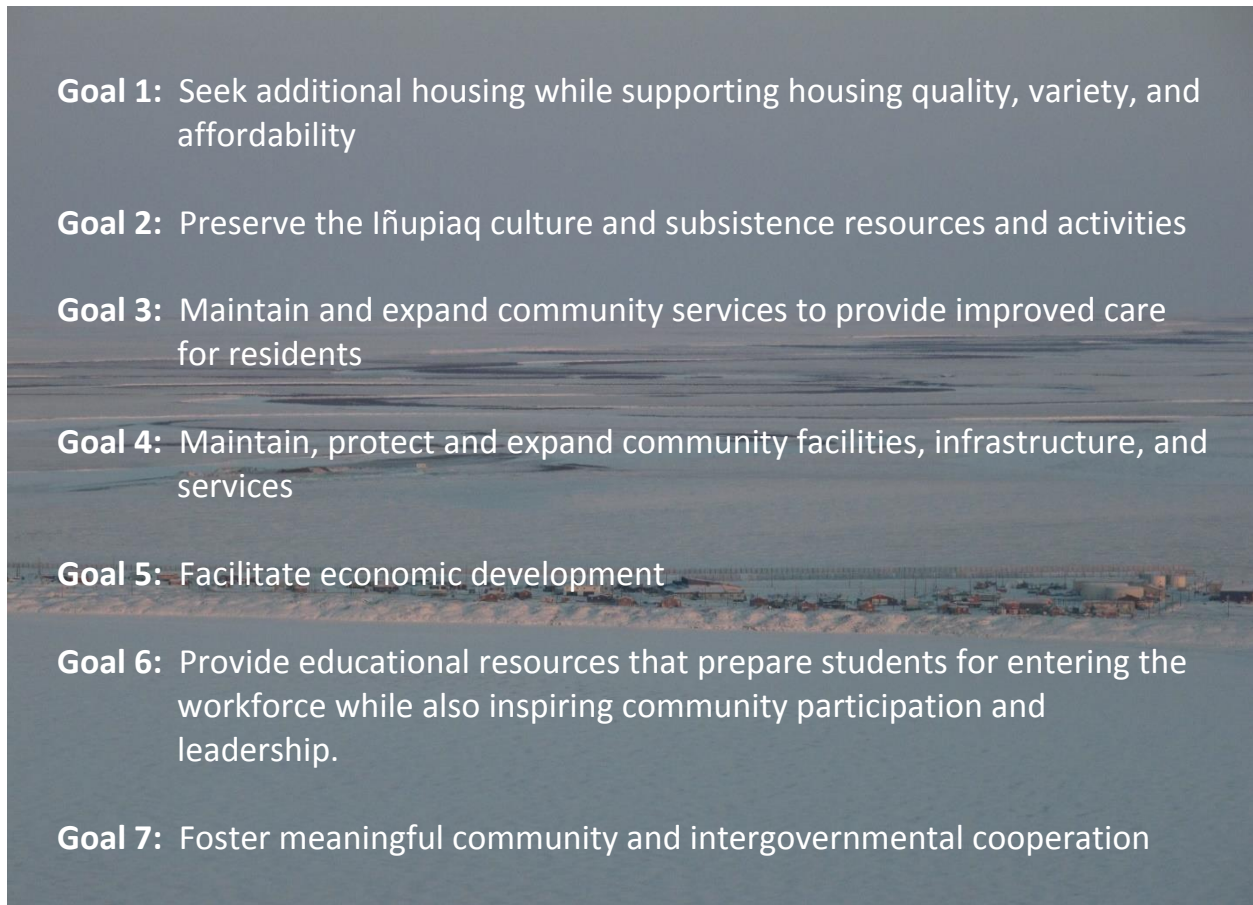 Goal 1: Seek additional housing while supporting housing quality, variety, and
affordability
Goal 2: Preserve the Iñupiaq culture and subsistence resources and activities
Goal 3: Maintain and expand community services to provide improved care
for residents
Goal 4: Maintain, protect and expand community facilities, infrastructure, and
services
Goal 5: Facilitate economic development
Goal 6: Provide educational resources that prepare students for entering the
workforce while also inspiring community participation and
leadership.
Goal 7: Foster meaningful community and intergovernmental cooperation